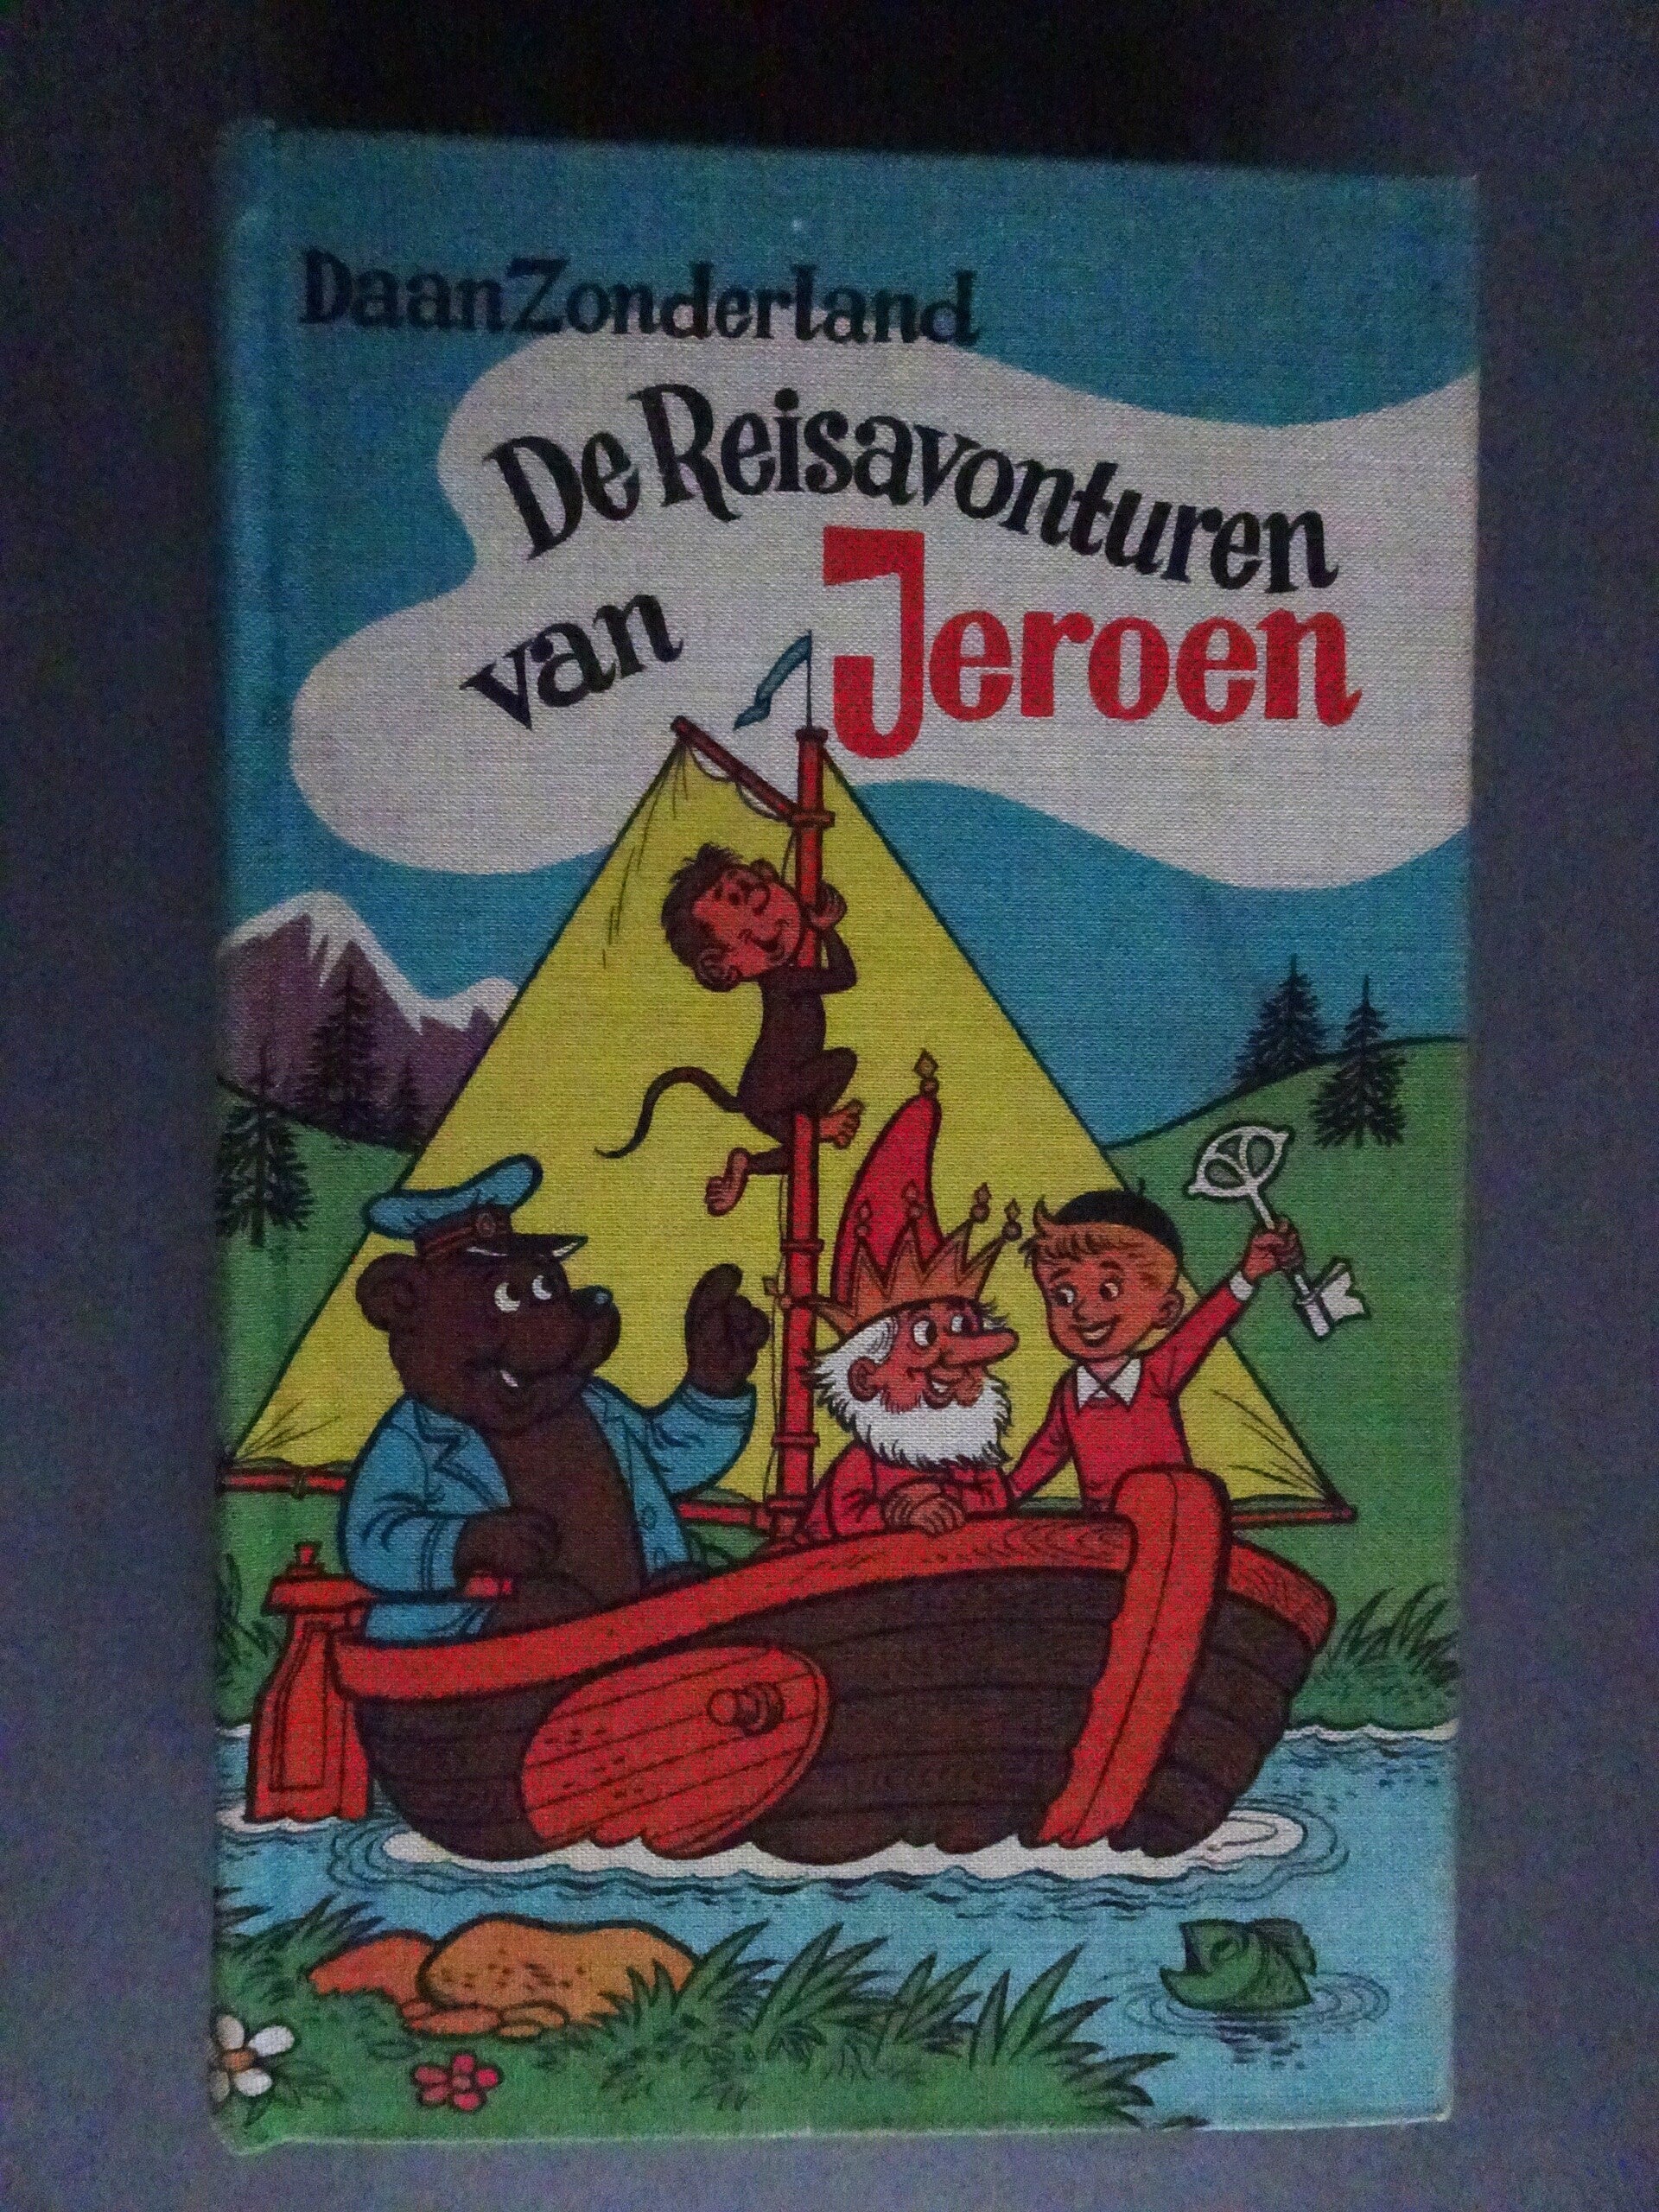 Daan Zonderland
De Reisavonturen
van Jeroen